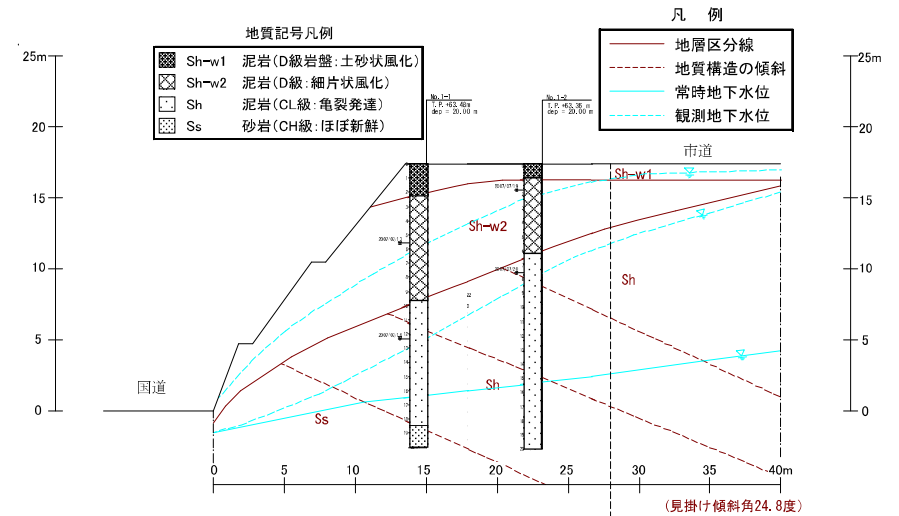 地質記号凡例
Sh-w1 泥岩(D級岩盤:土砂状風化)
Sh-w2 泥岩(D級:細片状風化)
Sh 泥岩(CL級:亀裂発達)
Ss 砂岩(CH級:ほぼ新鮮)
凡 例
地層区分線
地質構造の傾斜
常時地下水位
観測地下水位
25m
20
15
10
5
0
25m
20
15
10
5
0
No.1-1
T.P.+63.48m
dep = 20.00 m
No.1-2
T.P.+63.36 m
dep = 20.00 m
市道
国道
Sh-w1
Sh-w2
Sh
Sh
Ss
22
0 5 10 15 20 25 30 35 40m
(見掛け傾斜角24.8度)